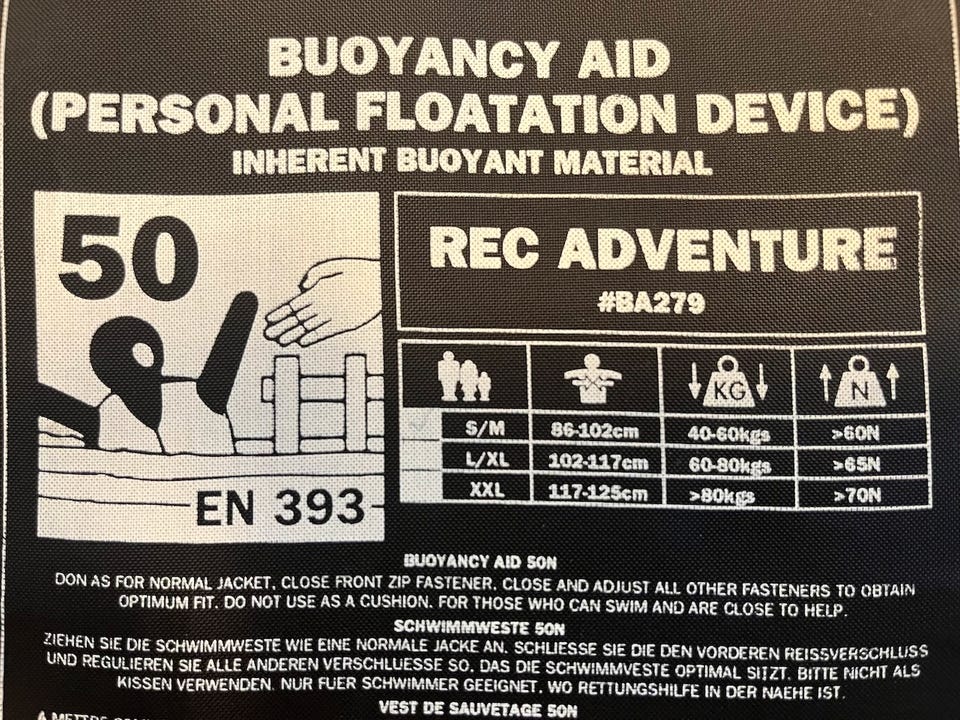 BUOYANCY AID
(PERSONAL FLOATATION DEVICE)
INHERENT BUOYANT MATERIAL
50
EN 393
REC ADVENTURE
#BA279
KG N
S/M 86-102cm 40-60kgs >60N
L/XL 102-117cm 60-80kgs >65N
XXL 117-125cm >80kgs >70N
BUOYANCY AID 50N
DON AS FOR NORMAL JACKET, CLOSE FRONT ZIP FASTENER, CLOSE AND ADJUST ALL OTHER FASTENERS TO OBTAIN
OPTIMUM FIT. DO NOT USE AS A CUSHION. FOR THOSE WHO CAN SWIM AND ARE CLOSE TO HELP.
SCHWIMMWESTE 50N
ZIEHEN SIE DIE SCHWIMMWESTE WIE EINE NORMALE JACKE AN. SCHLIESSE SIE DIE DEN VORDEREN REISSVERSCHLUSS
UND REGULIEREN SIE ALLE ANDEREN VERSCHLUESSE SO, DAS DIE SCHWIMMVESTE OPTIMAL SITZT. BITTE NICHT ALS
KISSEN VERWENDEN. NUR FUER SCHWIMMER GEEIGNET, WO RETTUNGSHILFE IN DER NAEHE IST.
VEST DE SAUVETAGE 50N